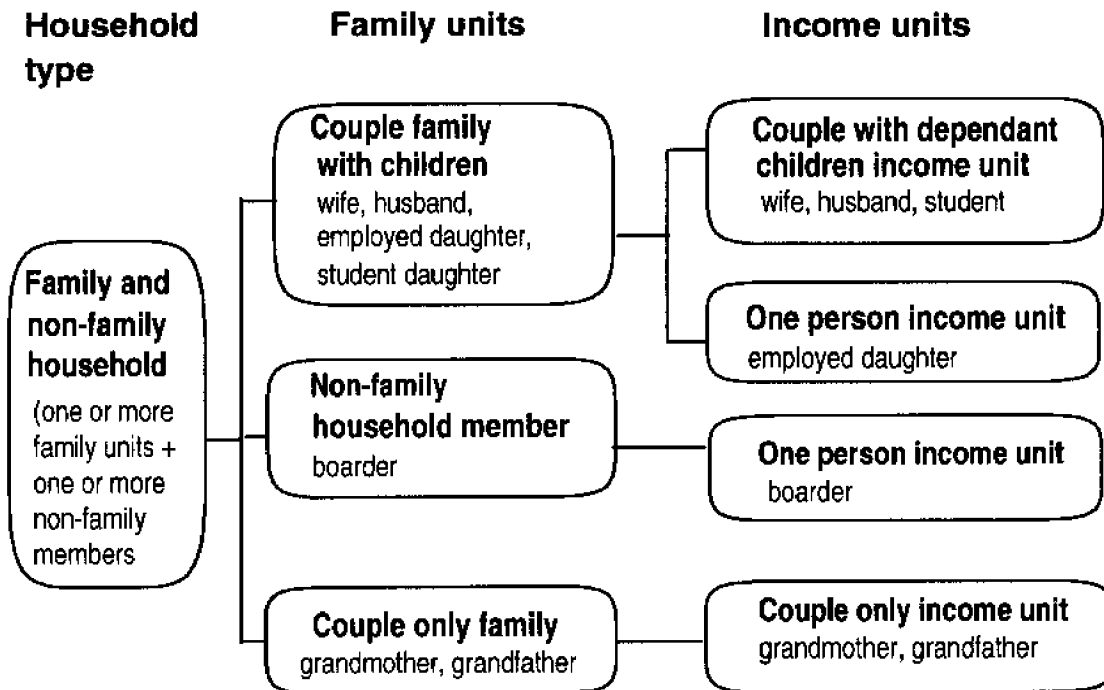 Household
type
Family units
Income units
Family and
non-family
household
(one or more
family units +
one or more
non-family
members
Couple family
with children
wife, husband,
employed daughter,
student daughter
Non-family
household member
boarder
Couple only family
grandmother, grandfather
Couple with dependant
children income unit
wife, husband, student
One person income unit
employed daughter
One person income unit
boarder
Couple only income unit
grandmother, grandfather